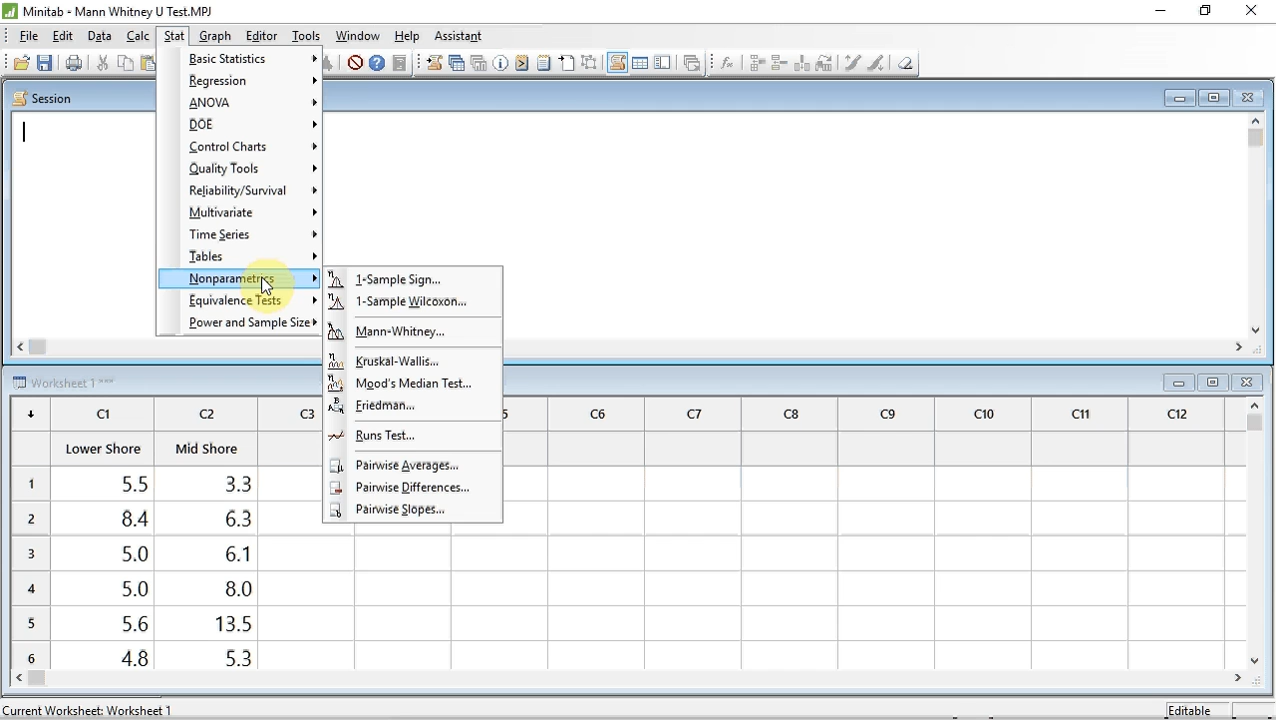 Minitab - Mann Whitney U Test.MPJ
File Edit Data Calc Stat Graph Editor Tools Window Help Assistant
Basic Statistics
Regression
ANOVA
DOE
Control Charts
Quality Tools
Reliability/Survival
Multivariate
Time Series
Tables
Nonparametrics
Equivalence Tests
Power and Sample Size
1-Sample Sign...
1-Sample Wilcoxon...
Mann-Whitney...
Kruskal-Wallis...
Mood's Median Test...
Friedman...
Runs Test...
Pairwise Averages...
Pairwise Differences...
Pairwise Slopes...
Session
Worksheet 1 ***
C1 C2 C3 5 C6 C7 C8 C9 C10 C11 C12
Lower Shore Mid Shore
1 5.5 3.3
2 8.4 6.3
3 5.0 6.1
4 5.0 8.0
5 5.6 13.5
6 4.8 5.3
Current Worksheet: Worksheet 1 Editable